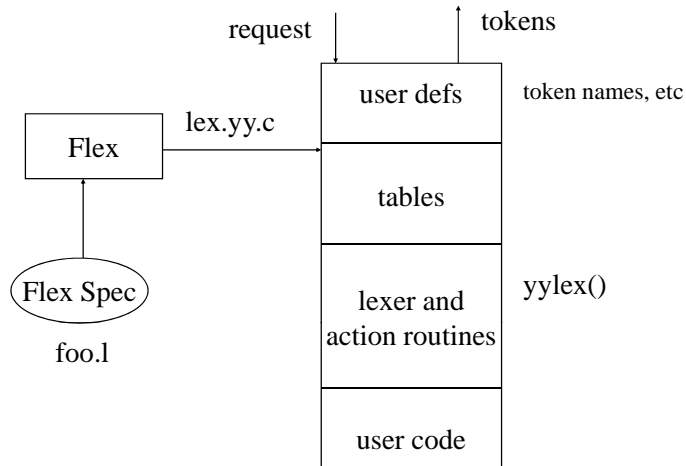 request
tokens
user defs
token names, etc
lex.yy.c
Flex
tables
Flex Spec
yylex()
lexer and
action routines
foo.l
user code